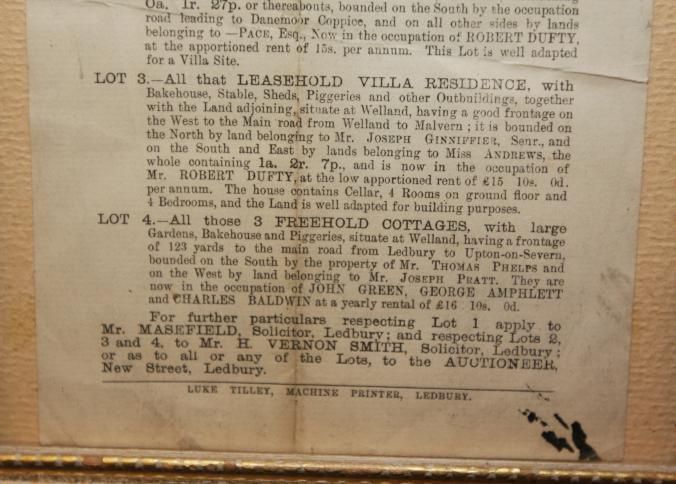 0a. 1r. 27p. or thereabouts, bounded on the South by the occupation
road leading to Danemoor Coppice, and on all other sides by lands
belonging to —PACE, Esq., Now in the occupation of ROBERT DUFTY,
at the apportioned rent of 15s. per annum. This Lot is well adapted
for a Villa Site.
LOT 3.—All that LEASEHOLD VILLA RESIDENCE, with
Bakehouse, Stable, Sheds, Piggeries and other Outbuildings, together
with the Land adjoining, situate at Welland, having a good frontage on
the West to the Main road from Welland to Malvern; it is bounded on
the North by land belonging to Mr. JOSEPH GINNIFFIER, Senr., and
on the South and East by lands belonging to Miss ANDREWS, the
whole containing 1a. 2r. 7p., and is now in the occupation of
Mr. ROBERT DUFTY, at the low apportioned rent of £15 10s. 0d.
per annum. The house contains Cellar, 4 Rooms on ground floor and
4 Bedrooms, and the Land is well adapted for building purposes.
LOT 4.—All those 3 FREEHOLD COTTAGES, with large
Gardens, Bakehouse and Piggeries, situate at Welland, having a frontage
of 123 yards to the main road from Ledbury to Upton-on-Severn,
bounded on the South by the property of Mr. THOMAS PHELPS and
on the West by land belonging to Mr. JOSEPH PRATT. They are
now in the occupation of JOHN GREEN, GEORGE AMPHLETT
and CHARLES BALDWIN at a yearly rental of £16 10s. 0d.
For further particulars respecting Lot 1 apply to
Mr. MASEFIELD, Solicitor, Ledbury; and respecting Lots 2,
3 and 4, to Mr. H. VERNON SMITH, Solicitor, Ledbury;
or as to all or any of the Lots, to the AUCTIONEER,
New Street, Ledbury.
LUKE TILLEY, MACHINE PRINTER, LEDBURY.